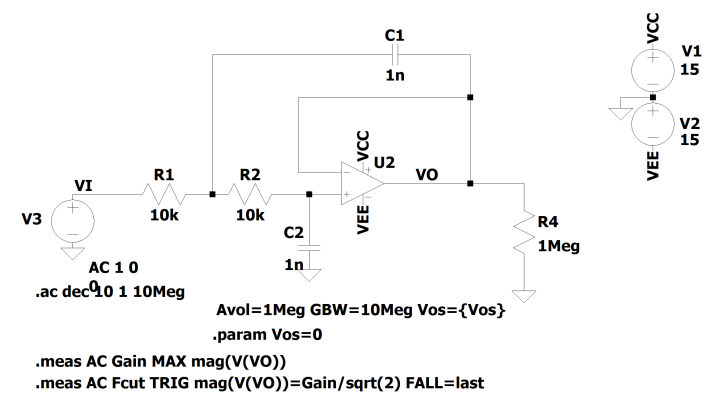 C1
1n
VCC
V1
15
V2
15
VEE
VCC
U2
R1
R2
VO
VI
10k
10k
V3
VEE
C2
1n
R4
1Meg
AC 1 0
0
.ac dec 10 1 10Meg
Avol=1Meg GBW=10Meg Vos={Vos}
.param Vos=0
.meas AC Gain MAX mag(V(VO))
.meas AC Fcut TRIG mag(V(VO))=Gain/sqrt(2) FALL=last